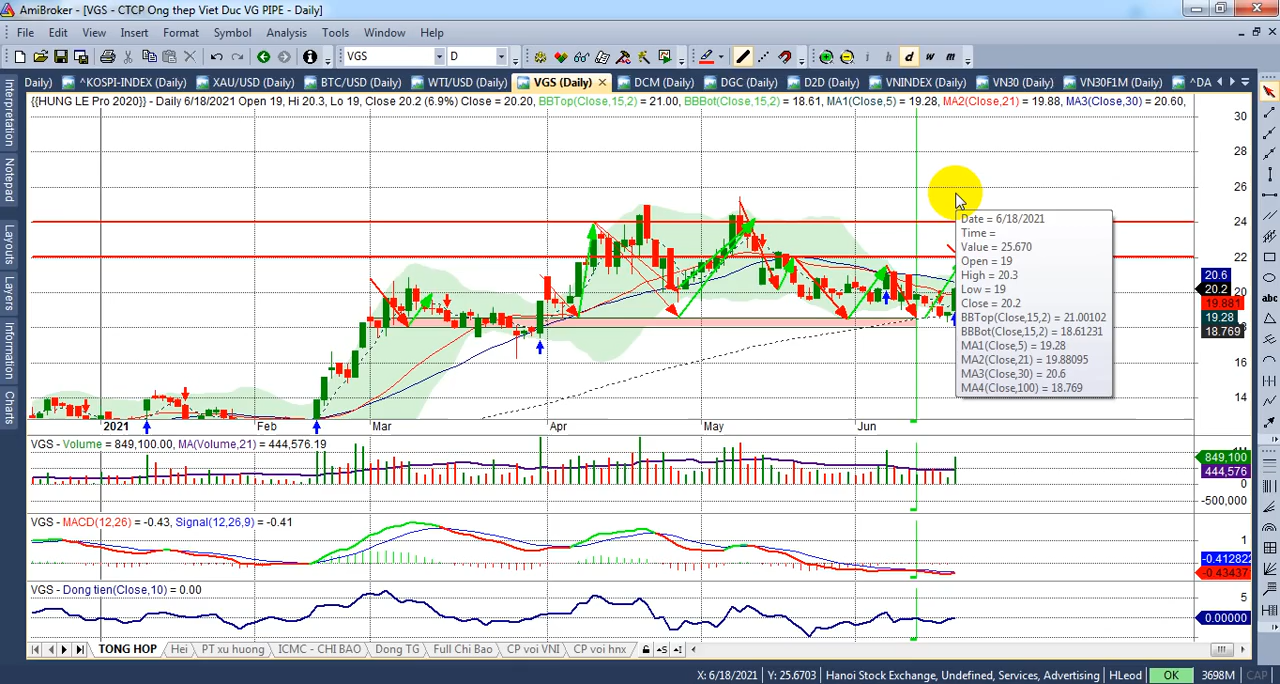 AmiBroker - [VGS - CTCP Ong thep Viet Duc VG PIPE - Daily]
File Edit View Insert Format Symbol Analysis Tools Window Help
VGS D i h d w m
Daily) ^KOSPI-INDEX (Daily) XAU/USD (Daily) BTC/USD (Daily) WTI/USD (Daily) VGS (Daily) DCM (Daily) DGC (Daily) D2D (Daily) VNINDEX (Daily) VN30 (Daily) VN30F1M (Daily) ^DA
{{HUNG LE Pro 2020}} - Daily 6/18/2021 Open 19, Hi 20.3, Lo 19, Close 20.2 (6.9%) Close = 20.20, BBTop(Close,15,2) = 21.00, BBBot(Close,15,2) = 18.61, MA1(Close,5) = 19.28, MA2(Close,21) = 19.88, MA3(Close,30) = 20.60,
Interpretation
Notepad
Layouts
Layers
Information
Charts
30
28
26
24
22
20
16
14
20.6
20.2
19.881
19.28
18.769
Date = 6/18/2021
Time =
Value = 25.670
Open = 19
High = 20.3
Low = 19
Close = 20.2
BBTop(Close,15,2) = 21.00102
BBBot(Close,15,2) = 18.61231
MA1(Close,5) = 19.28
MA2(Close,21) = 19.88095
MA3(Close,30) = 20.6
MA4(Close,100) = 18.769
abc
2021 Feb Mar Apr May Jun
VGS - Volume = 849,100.00, MA(Volume,21) = 444,576.19
849,100
444,576
0
-500,000
VGS - MACD(12,26) = -0.43, Signal(12,26,9) = -0.41
1
-0.412822
-0.43437
VGS - Dong tien(Close,10) = 0.00
5
0.00000
TONG HOP Hei PT xu huong ICMC - CHI BAO Dong TG Full Chi Bao CP voi VNI CP voi hnx
X: 6/18/2021 Y: 25.6703 Hanoi Stock Exchange, Undefined, Services, Advertising HLeod OK 3698M CAP